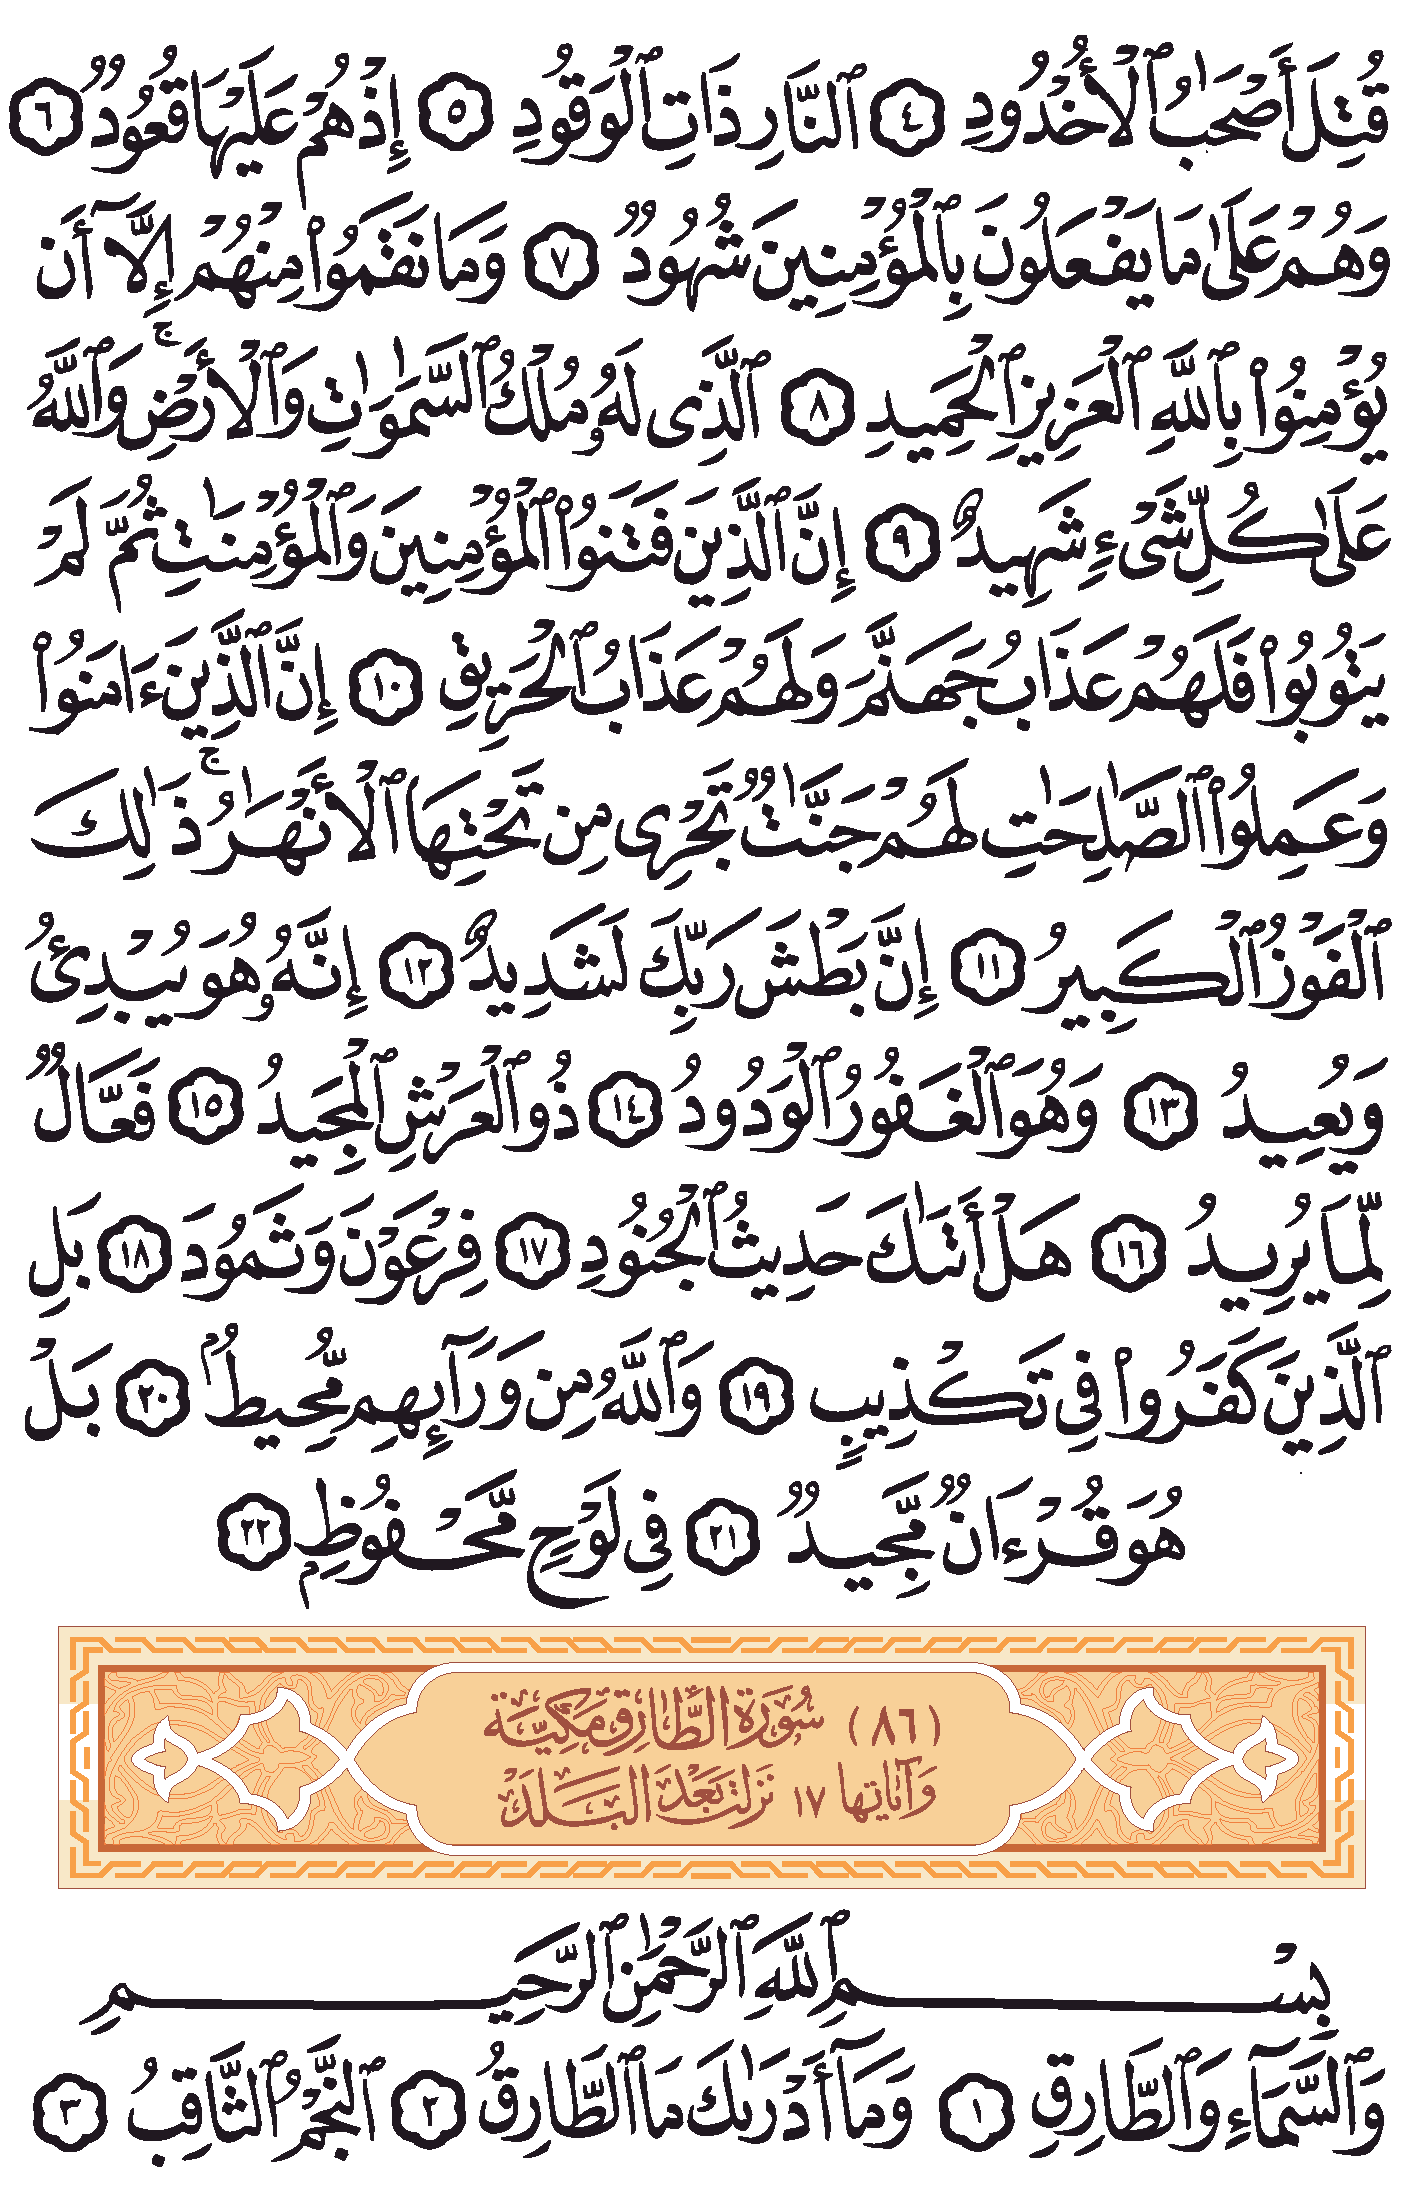 قُتِلَ أَصْحَٰبُ ٱلْأُخْدُودِ ٤ ٱلنَّارِ ذَاتِ ٱلْوَقُودِ ٥ إِذْ هُمْ عَلَيْهَا قُعُودٌ ٦
وَهُمْ عَلَىٰ مَا يَفْعَلُونَ بِٱلْمُؤْمِنِينَ شُهُودٌ ٧ وَمَا نَقَمُوا۟ مِنْهُمْ إِلَّآ أَن
يُؤْمِنُوا۟ بِٱللَّهِ ٱلْعَزِيزِ ٱلْحَمِيدِ ٨ ٱلَّذِى لَهُۥ مُلْكُ ٱلسَّمَٰوَٰتِ وَٱلْأَرْضِ ۚ وَٱللَّهُ
عَلَىٰ كُلِّ شَىْءٍ شَهِيدٌ ٩ إِنَّ ٱلَّذِينَ فَتَنُوا۟ ٱلْمُؤْمِنِينَ وَٱلْمُؤْمِنَٰتِ ثُمَّ لَمْ
يَتُوبُوا۟ فَلَهُمْ عَذَابُ جَهَنَّمَ وَلَهُمْ عَذَابُ ٱلْحَرِيقِ ١٠ إِنَّ ٱلَّذِينَ ءَامَنُوا۟
وَعَمِلُوا۟ ٱلصَّٰلِحَٰتِ لَهُمْ جَنَّٰتٌ تَجْرِى مِن تَحْتِهَا ٱلْأَنْهَٰرُ ۚ ذَٰلِكَ
ٱلْفَوْزُ ٱلْكَبِيرُ ١١ إِنَّ بَطْشَ رَبِّكَ لَشَدِيدٌ ١٢ إِنَّهُۥ هُوَ يُبْدِئُ
وَيُعِيدُ ١٣ وَهُوَ ٱلْغَفُورُ ٱلْوَدُودُ ١٤ ذُو ٱلْعَرْشِ ٱلْمَجِيدُ ١٥ فَعَّالٌ
لِّمَا يُرِيدُ ١٦ هَلْ أَتَىٰكَ حَدِيثُ ٱلْجُنُودِ ١٧ فِرْعَوْنَ وَثَمُودَ ١٨ بَلِ
ٱلَّذِينَ كَفَرُوا۟ فِى تَكْذِيبٍ ١٩ وَٱللَّهُ مِن وَرَآئِهِم مُّحِيطٌۢ ٢٠ بَلْ
هُوَ قُرْءَانٌ مَّجِيدٌ ٢١ فِى لَوْحٍ مَّحْفُوظٍۭ ٢٢
(٨٦) سُورَة الطَّارِقِ مَكِّيَّة
وَآيَاتِهَا ١٧ نَزَلَتْ بَعْدَ الْبَلَدَ
بِسْمِ ٱللَّهِ ٱلرَّحْمَٰنِ ٱلرَّحِيمِ
وَٱلسَّمَآءِ وَٱلطَّارِقِ ١ وَمَآ أَدْرَىٰكَ مَا ٱلطَّارِقُ ٢ ٱلنَّجْمُ ٱلثَّاقِبُ ٣